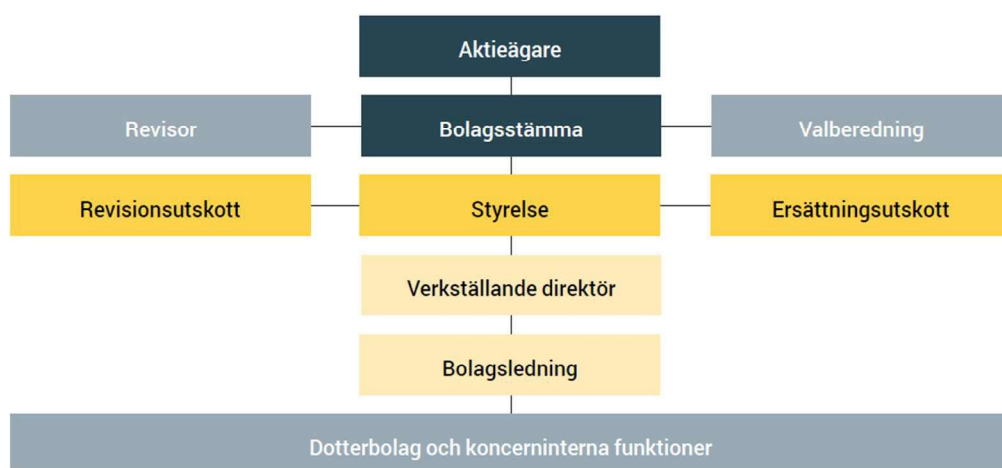 Aktieägare
Revisor
Bolagsstämma
Valberedning
Revisionsutskott
Styrelse
Ersättningsutskott
Verkställande direktör
Bolagsledning
Dotterbolag och koncerninterna funktioner